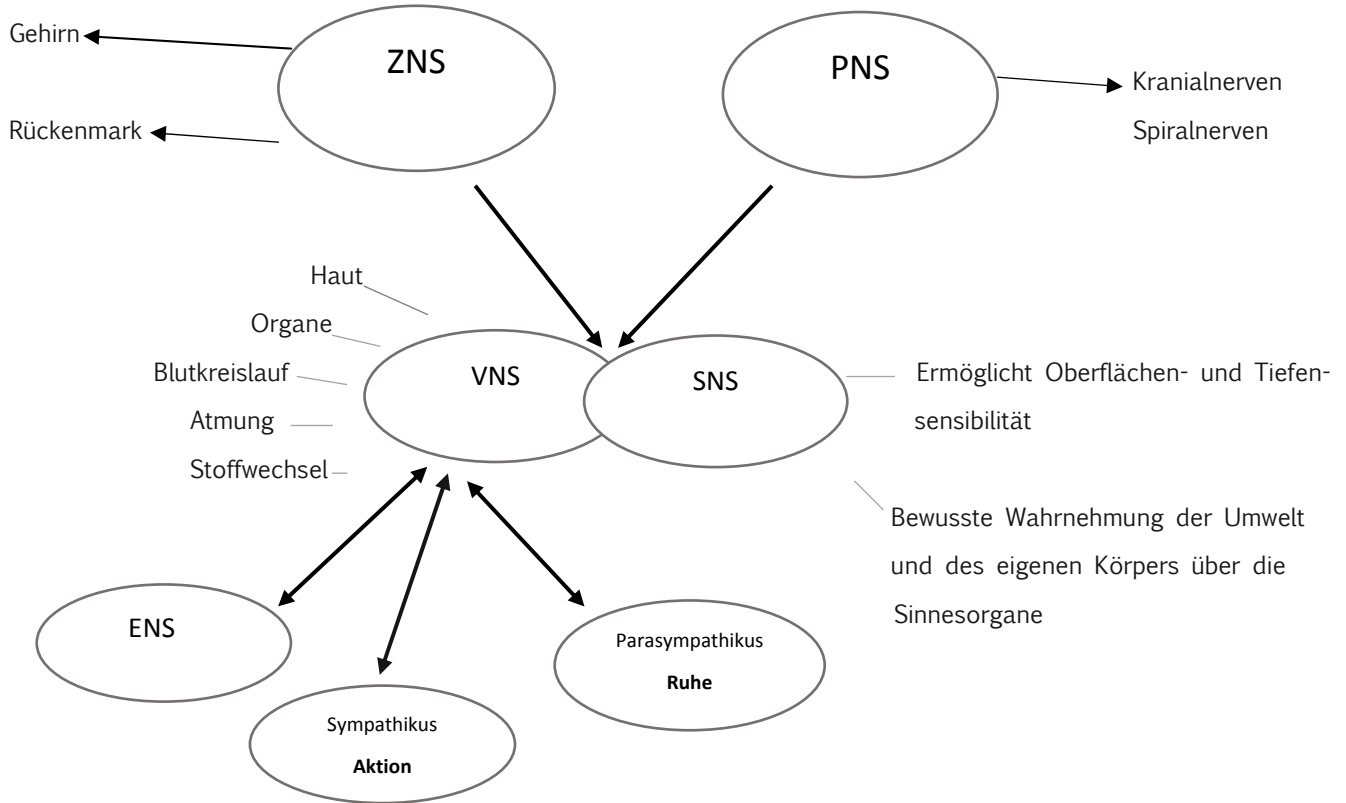 Gehirn
ZNS
PNS
Kranialnerven
Rückenmark
Spiralnerven
Haut
Organe
Blutkreislauf
Atmung
Stoffwechsel
VNS
SNS
Ermöglicht Oberflächen- und Tiefen-
sensibilität
Bewusste Wahrnehmung der Umwelt
und des eigenen Körpers über die
Sinnesorgane
ENS
Sympathikus
Aktion
Parasympathikus
Ruhe